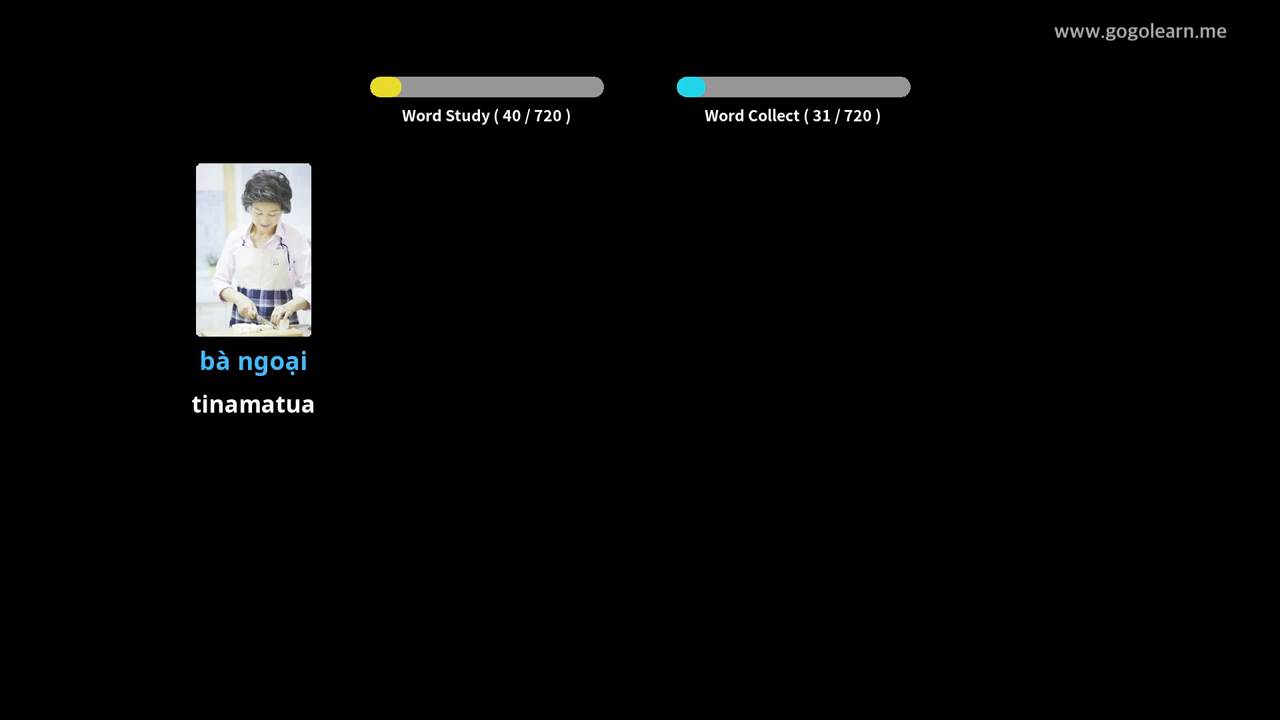 www.gogolearn.me
Word Study ( 40 / 720 )
Word Collect ( 31 / 720 )
bà ngoại
tinamatua